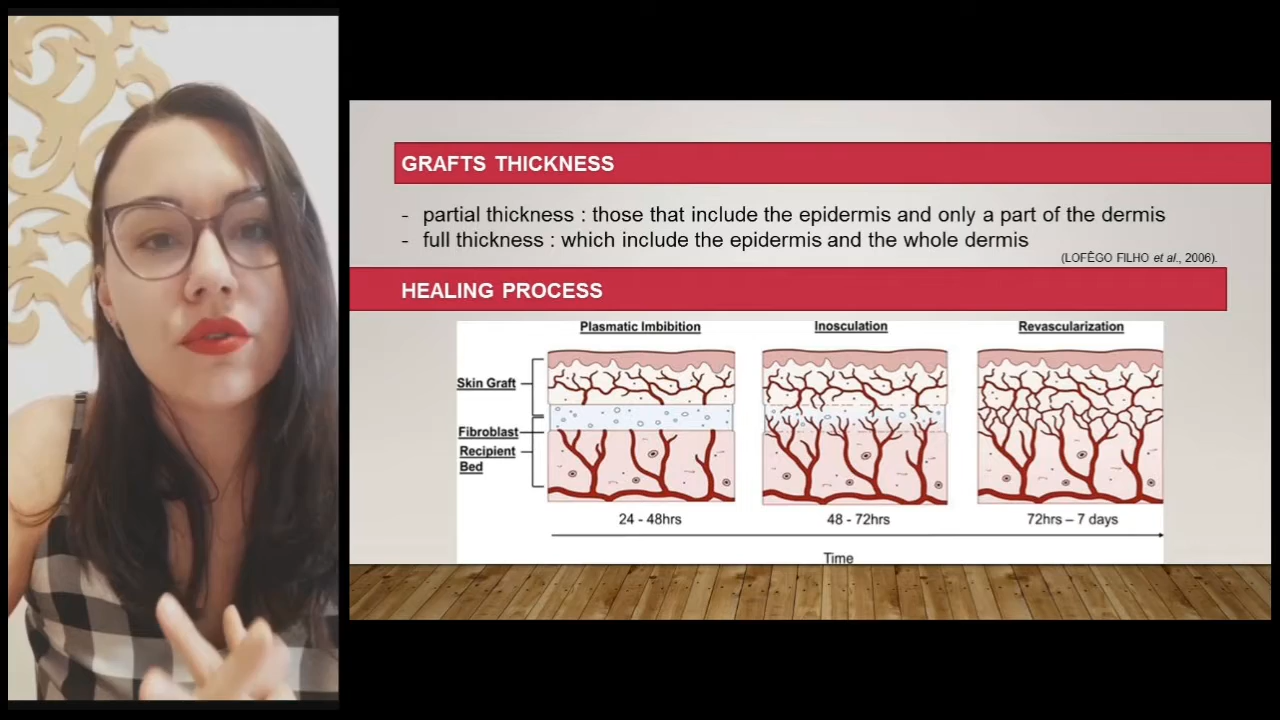 GRAFTS THICKNESS
- partial thickness : those that include the epidermis and only a part of the dermis
- full thickness : which include the epidermis and the whole dermis
(LOFÊGO FILHO et al., 2006).
HEALING PROCESS
Plasmatic Imbibition
Inosculation
Revascularization
Skin Graft
Fibroblast
Recipient
Bed
24 - 48hrs
48 - 72hrs
72hrs – 7 days
Time